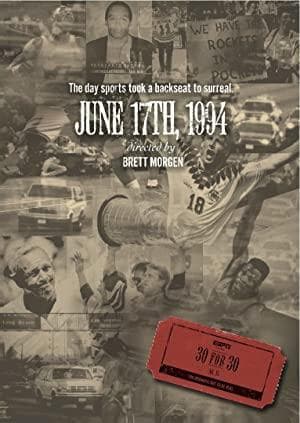 WE HAVE THE
ROCKETS
IN
POCKET
The day sports took a backseat to surreal.
JUNE 17TH, 1994
directed by
BRETT MORGEN
18
ESPN
30 FOR 30